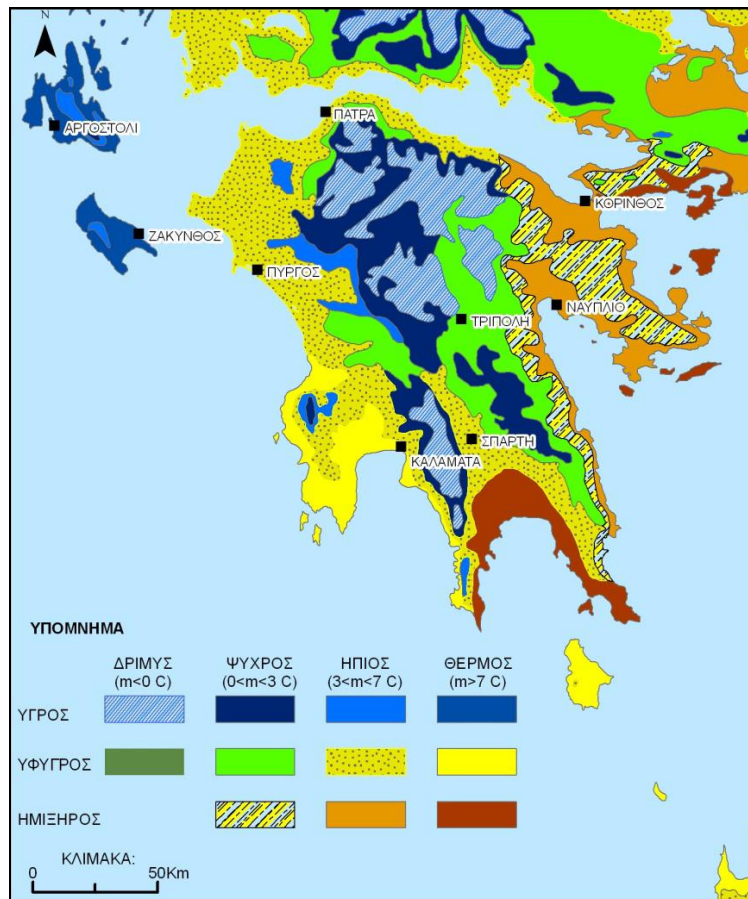 N
ΑΡΓΟΣΤΟΛΙ
ΠΑΤΡΑ
ΚΟΡΙΝΘΟΣ
ΖΑΚΥΝΘΟΣ
ΠΥΡΓΟΣ
ΝΑΥΠΛΙΟ
ΤΡΙΠΟΛΗ
ΣΠΑΡΤΗ
ΚΑΛΑΜΑΤΑ
ΥΠΟΜΝΗΜΑ
ΔΡΙΜΥΣ ΨΥΧΡΟΣ ΗΠΙΟΣ ΘΕΡΜΟΣ
(m<0 C) (0<m<3 C) (3<m<7 C) (m>7 C)
ΥΓΡΟΣ
ΥΦΥΓΡΟΣ
ΗΜΙΞΗΡΟΣ
ΚΛΙΜΑΚΑ:
0 50Km